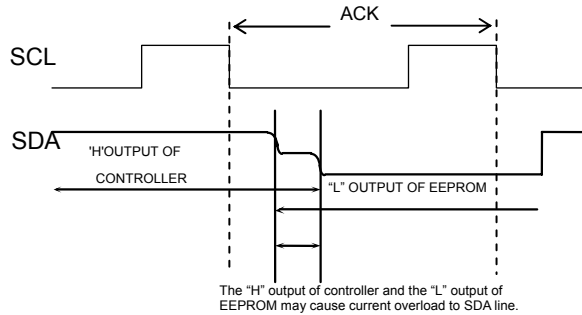 ACK
SCL
SDA
'H'OUTPUT OF
CONTROLLER
“L” OUTPUT OF EEPROM
The “H” output of controller and the “L” output of
EEPROM may cause current overload to SDA line.